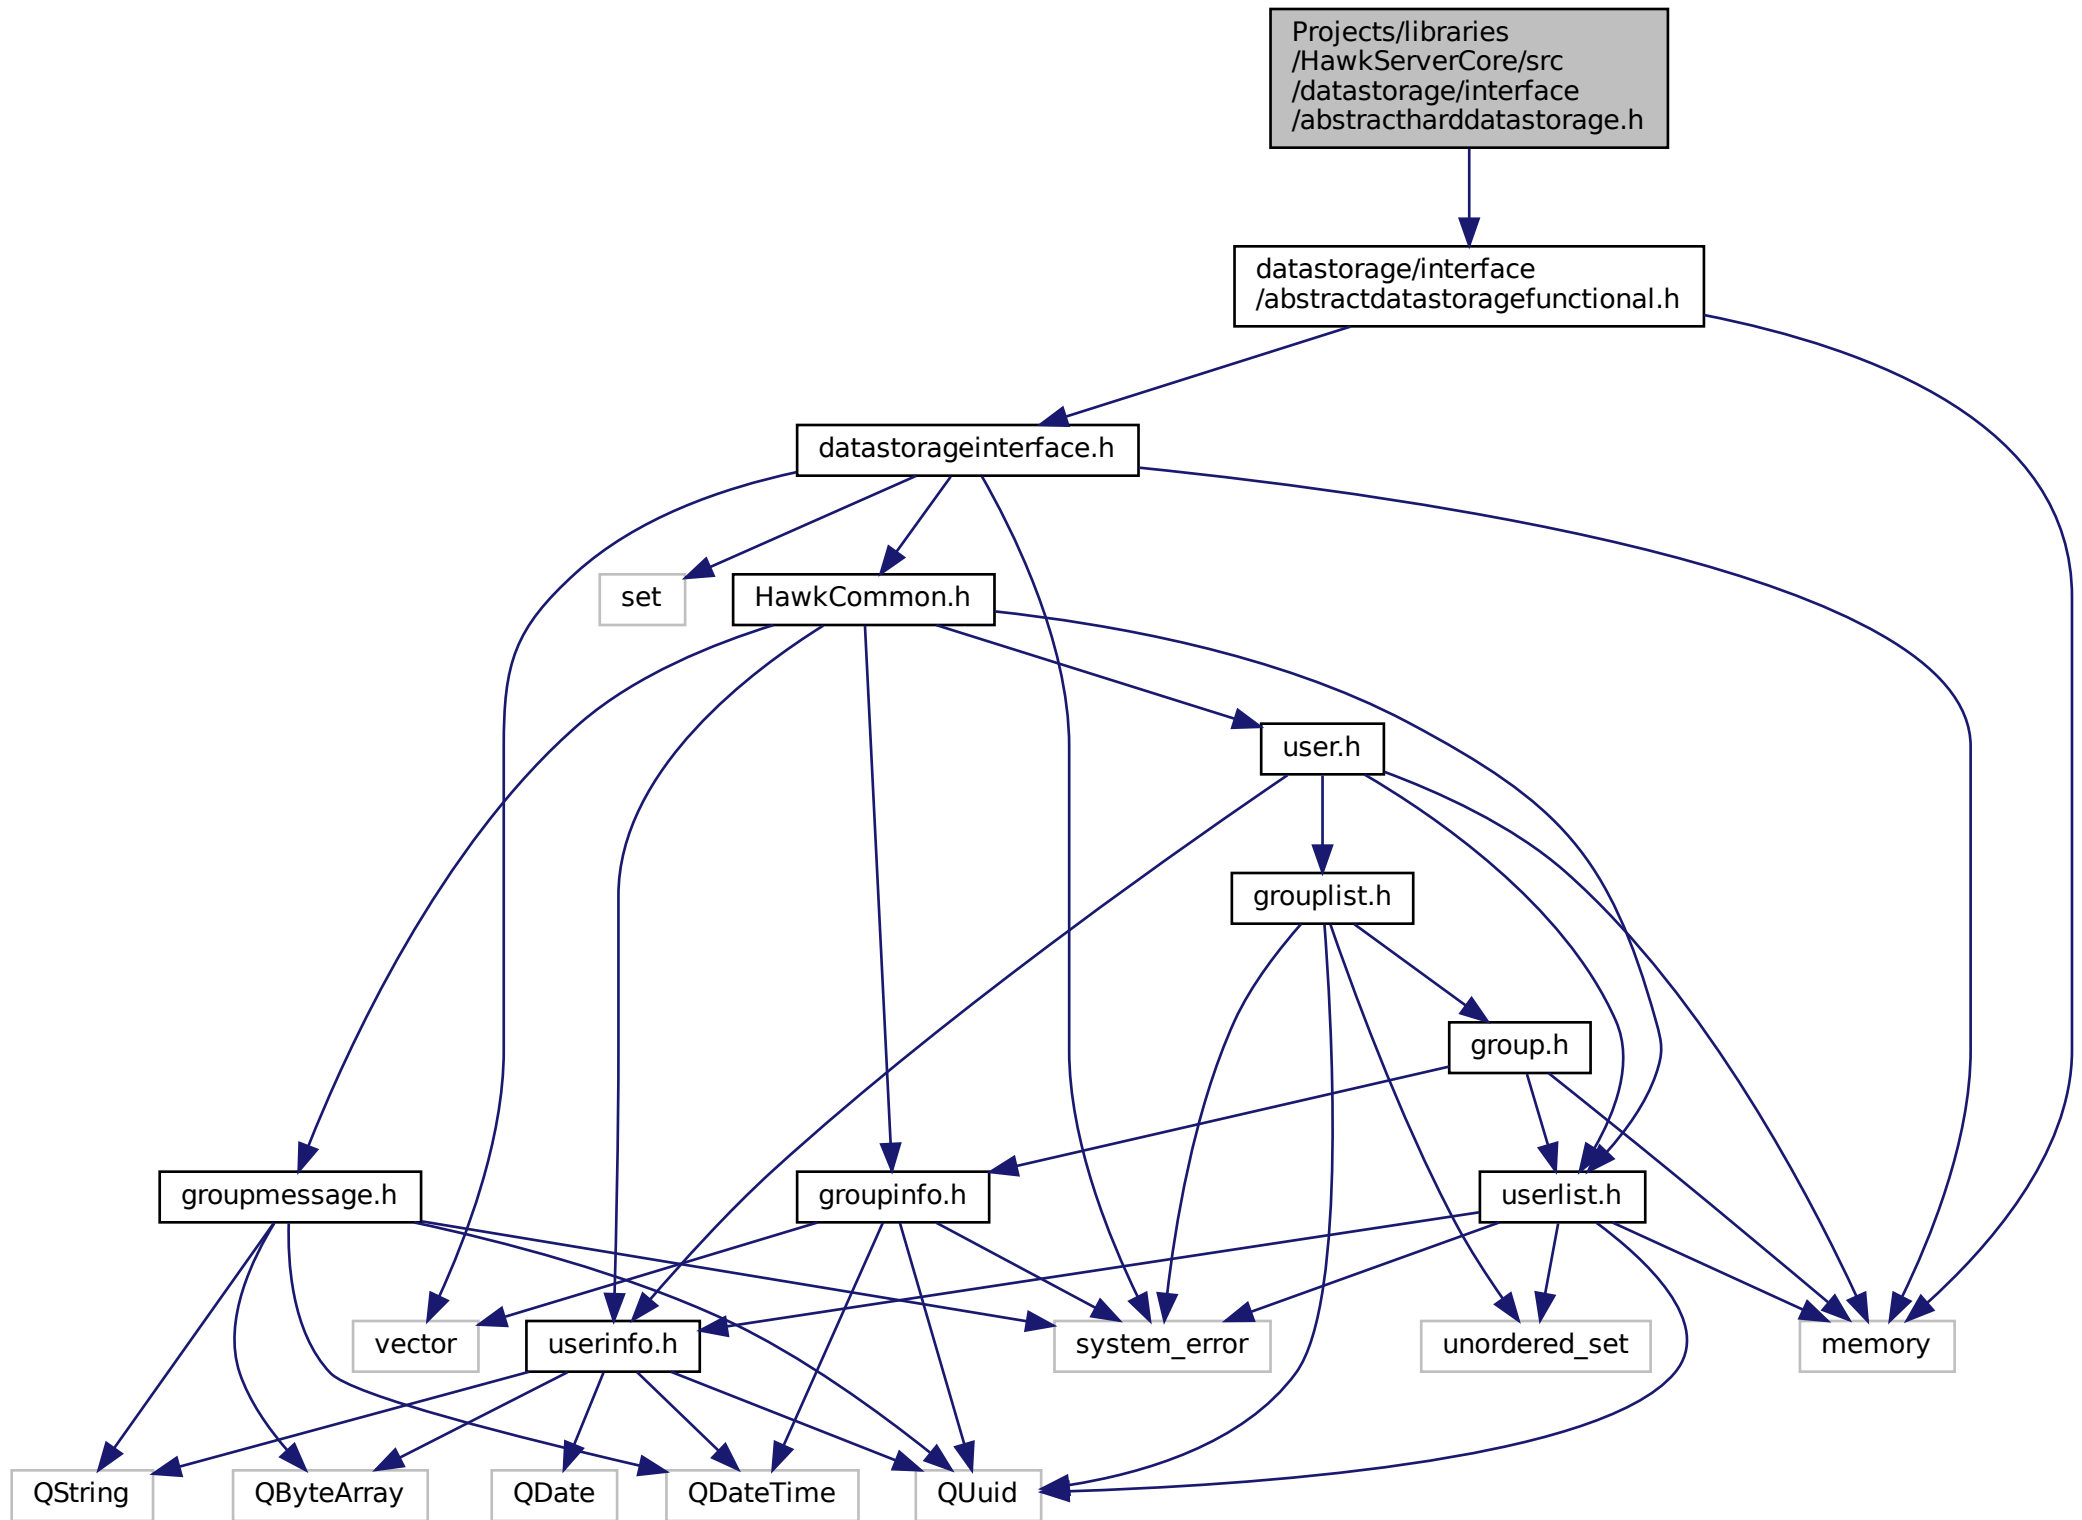 Projects/libraries
/HawkServerCore/src
/datastorage/interface
/abstractharddatastorage.h
datastorage/interface
/abstractdatastoragefunctional.h
datastorageinterface.h
set
HawkCommon.h
user.h
grouplist.h
group.h
groupmessage.h
groupinfo.h
userlist.h
vector
userinfo.h
system_error
unordered_set
memory
QString
QByteArray
QDate
QDateTime
QUuid